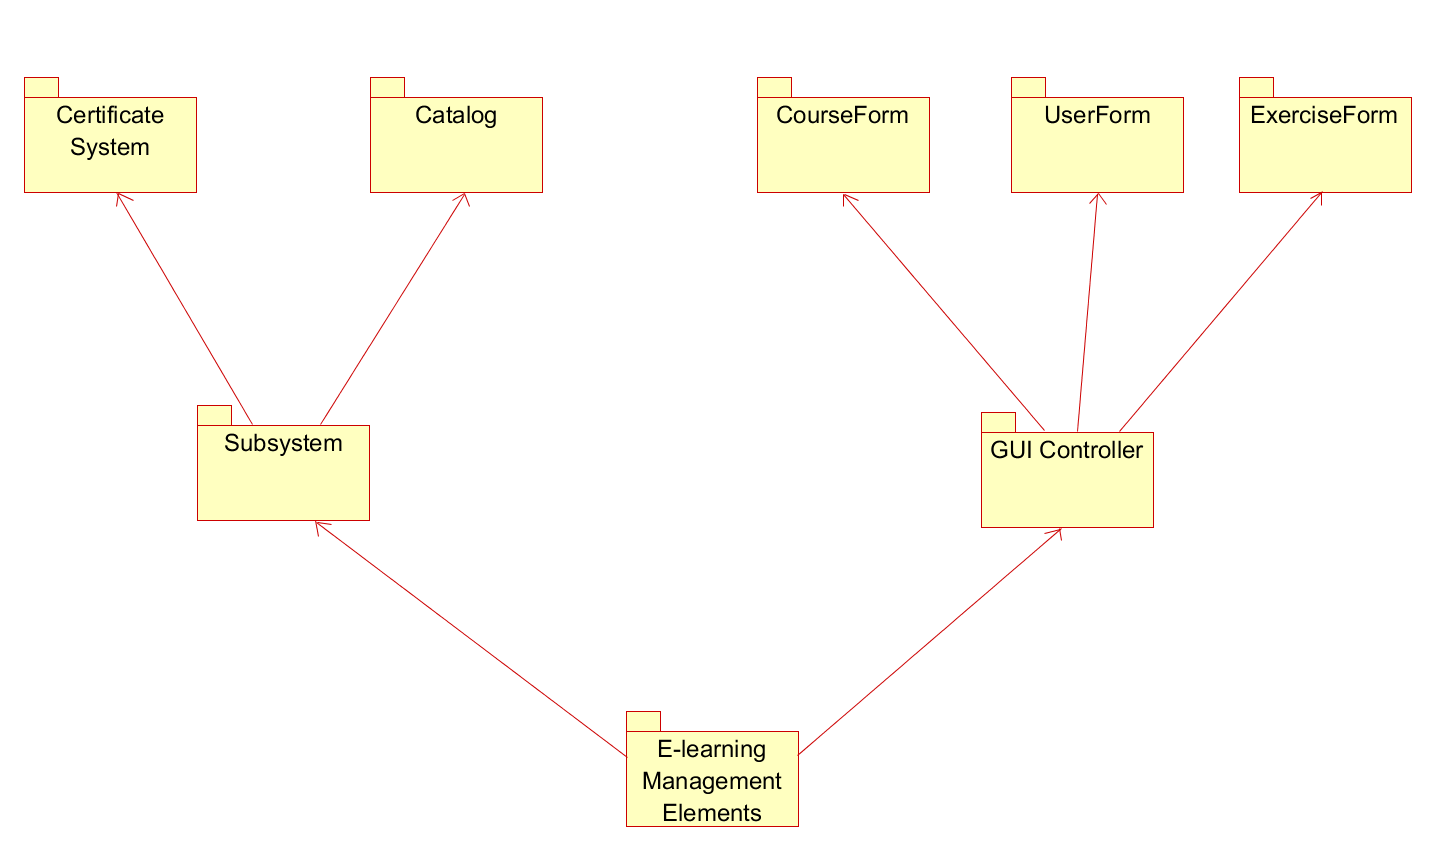 Certificate
System
Catalog
CourseForm
UserForm
ExerciseForm
Subsystem
GUI Controller
E-learning
Management
Elements